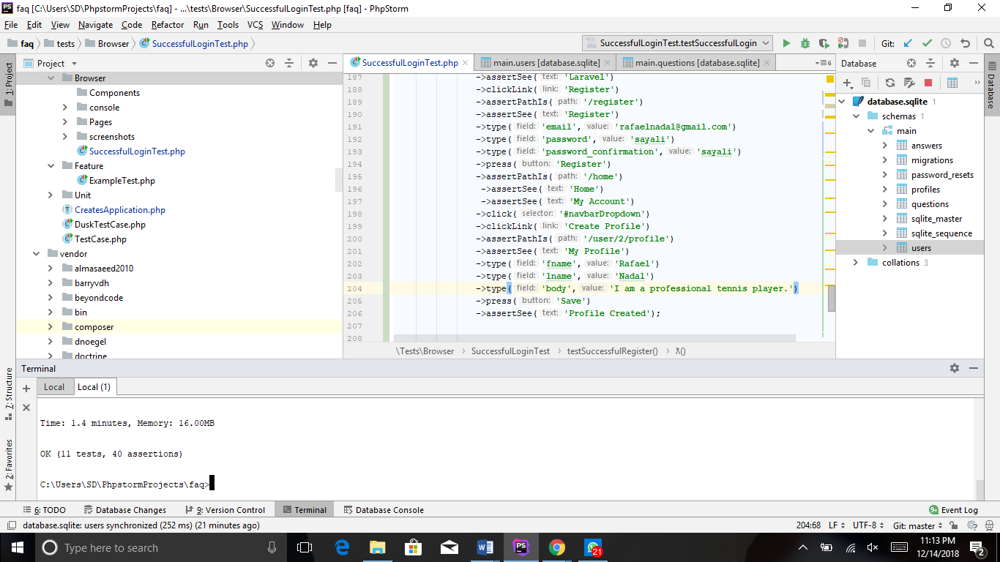 faq [C:\Users\SD\PhpstormProjects\faq] - ...\tests\Browser\SuccessfulLoginTest.php [faq] - PhpStorm
File Edit View Navigate Code Refactor Run Tools VCS Window Help
faq tests Browser SuccessfulLoginTest.php SuccessfulLoginTest.testSuccessfulLogin Git:
1: Project
Project
Browser
Components
console
Pages
screenshots
SuccessfulLoginTest.php
Feature
ExampleTest.php
Unit
CreatesApplication.php
DuskTestCase.php
TestCase.php
vendor
almasaeed2010
barryvdh
beyondcode
bin
composer
dnoegel
doctrine
SuccessfulLoginTest.php main.users [database.sqlite] main.questions [database.sqlite] 6
187 ->assertSee( text: 'Laravel')
188 ->clickLink( link: 'Register')
189 ->assertPathIs( path: '/register')
190 ->assertSee( text: 'Register')
191 ->type( field: 'email', value: 'rafaelnadal@gmail.com')
192 ->type( field: 'password', value: 'sayali')
193 ->type( field: 'password_confirmation', value: 'sayali')
194 ->press( button: 'Register')
195 ->assertPathIs( path: '/home')
196 ->assertSee( text: 'Home')
197 ->assertSee( text: 'My Account')
198 ->click( selector: '#navbarDropdown')
199 ->clickLink( link: 'Create Profile')
200 ->assertPathIs( path: '/user/2/profile')
201 ->assertSee( text: 'My Profile')
202 ->type( field: 'fname', value: 'Rafael')
203 ->type( field: 'lname', value: 'Nadal')
204 ->type( field: 'body', value: 'I am a professional tennis player.')
205 ->press( button: 'Save')
206 ->assertSee( text: 'Profile Created');
207
208
\Tests\Browser SuccessfulLoginTest testSuccessfulRegister() λ()
Database
database.sqlite 1
schemas 1
main
answers
migrations
password_resets
profiles
questions
sqlite_master
sqlite_sequence
users
collations 3
Database
7: Structure
2: Favorites
Terminal
Local Local (1)
Time: 1.4 minutes, Memory: 16.00MB
OK (11 tests, 40 assertions)
C:\Users\SD\PhpstormProjects\faq>
6: TODO Database Changes 9: Version Control Terminal Database Console 9+ Event Log
database.sqlite: users synchronized (252 ms) (21 minutes ago) 204:68 LF UTF-8 Git: master
Type here to search
21
11:13 PM
12/14/2018
2